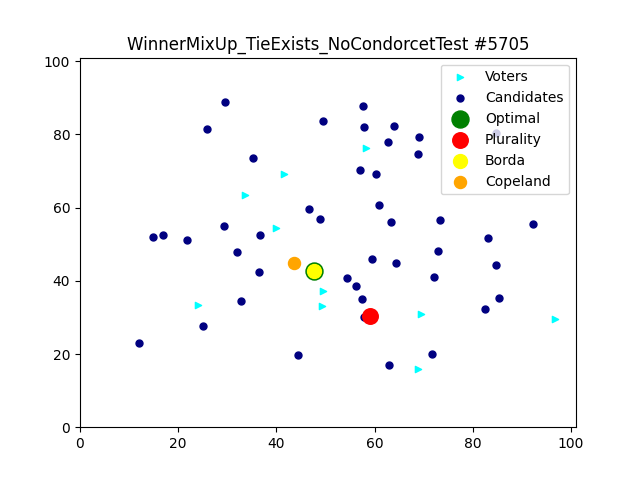 WinnerMixUp_TieExists_NoCondorcetTest #5705
100
80
60
40
20
0
0 20 40 60 80 100
Voters
Candidates
Optimal
Plurality
Borda
Copeland